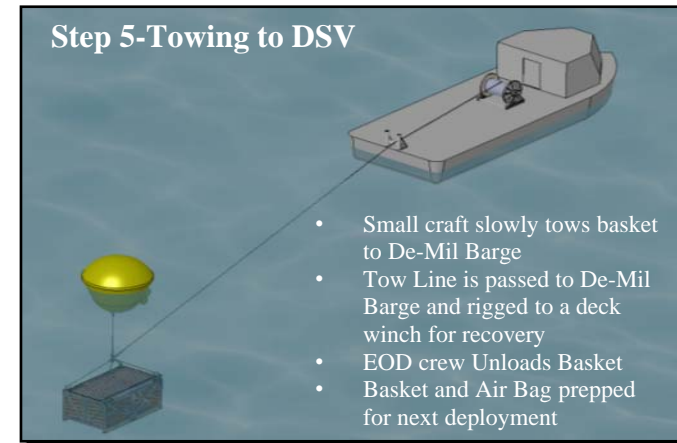 Step 5-Towing to DSV
• Small craft slowly tows basket
to De-Mil Barge
• Tow Line is passed to De-Mil
Barge and rigged to a deck
winch for recovery
• EOD crew Unloads Basket
• Basket and Air Bag prepped
for next deployment